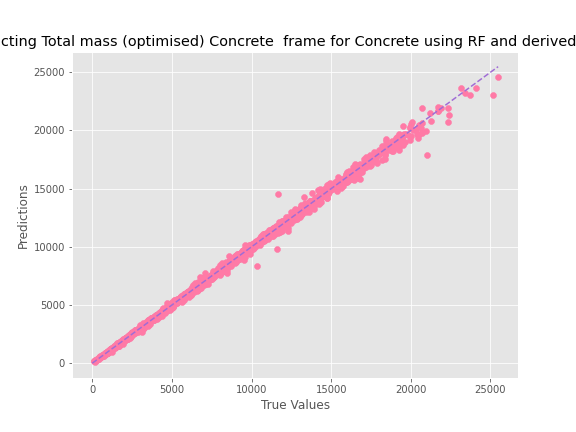 cting Total mass (optimised) Concrete  frame for Concrete using RF and derived
25000
20000
15000
10000
5000
0
Predictions
0 5000 10000 15000 20000 25000
True Values